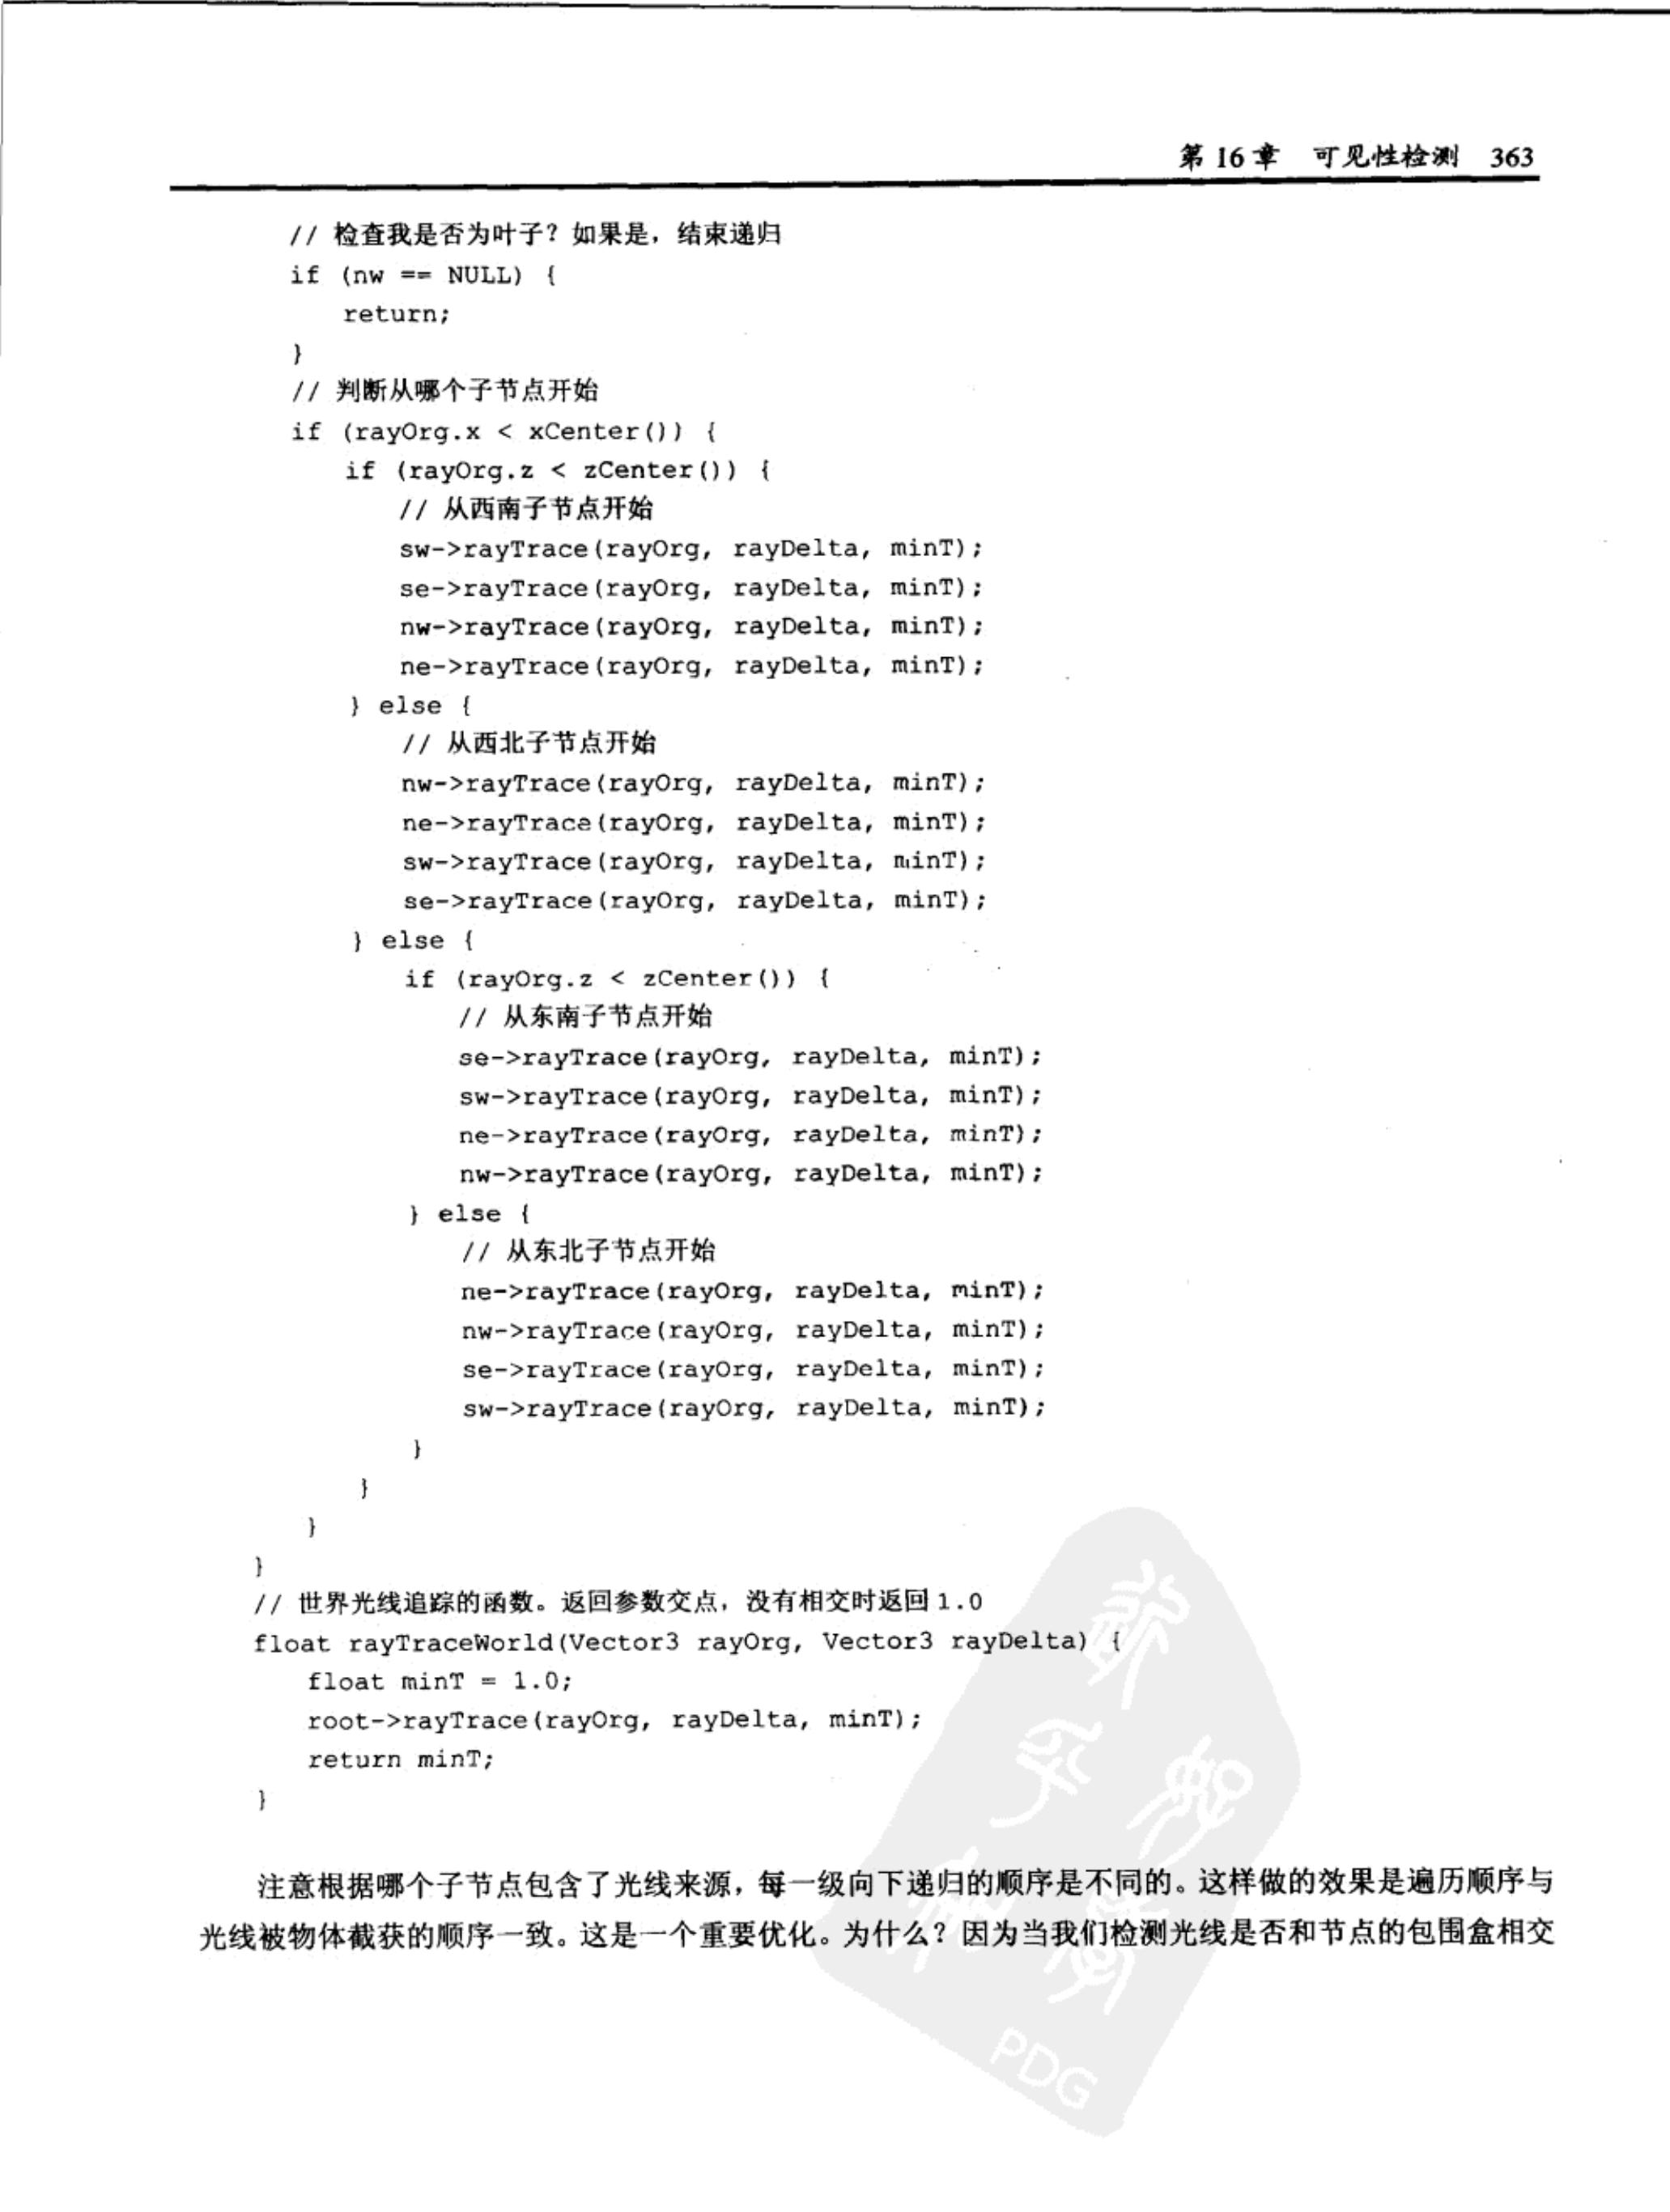 第 16 章 可见性检测 363
// 检查我是否为叶子？如果是，结束递归
if (nw == NULL) {
return;
}
// 判断从哪个子节点开始
if (rayOrg.x < xCenter()) {
if (rayOrg.z < zCenter()) {
// 从西南子节点开始
sw->rayTrace(rayOrg, rayDelta, minT);
se->rayTrace(rayOrg, rayDelta, minT);
nw->rayTrace(rayOrg, rayDelta, minT);
ne->rayTrace(rayOrg, rayDelta, minT);
} else {
// 从西北子节点开始
nw->rayTrace(rayOrg, rayDelta, minT);
ne->rayTrace(rayOrg, rayDelta, minT);
sw->rayTrace(rayOrg, rayDelta, minT);
se->rayTrace(rayOrg, rayDelta, minT);
} else {
if (rayOrg.z < zCenter()) {
// 从东南子节点开始
se->rayTrace(rayOrg, rayDelta, minT);
sw->rayTrace(rayOrg, rayDelta, minT);
ne->rayTrace(rayOrg, rayDelta, minT);
nw->rayTrace(rayOrg, rayDelta, minT);
} else {
// 从东北子节点开始
ne->rayTrace(rayOrg, rayDelta, minT);
nw->rayTrace(rayOrg, rayDelta, minT);
se->rayTrace(rayOrg, rayDelta, minT);
sw->rayTrace(rayOrg, rayDelta, minT);
}
}
}
}
// 世界光线追踪的函数。返回参数交点，没有相交时返回1.0
float rayTraceWorld(Vector3 rayOrg, Vector3 rayDelta) {
float minT = 1.0;
root->rayTrace(rayOrg, rayDelta, minT);
return minT;
}
注意根据哪个子节点包含了光线来源，每一级向下递归的顺序是不同的。这样做的效果是遍历顺序与
光线被物体截获的顺序一致。这是一个重要优化。为什么？因为当我们检测光线是否和节点的包围盒相交
PDG